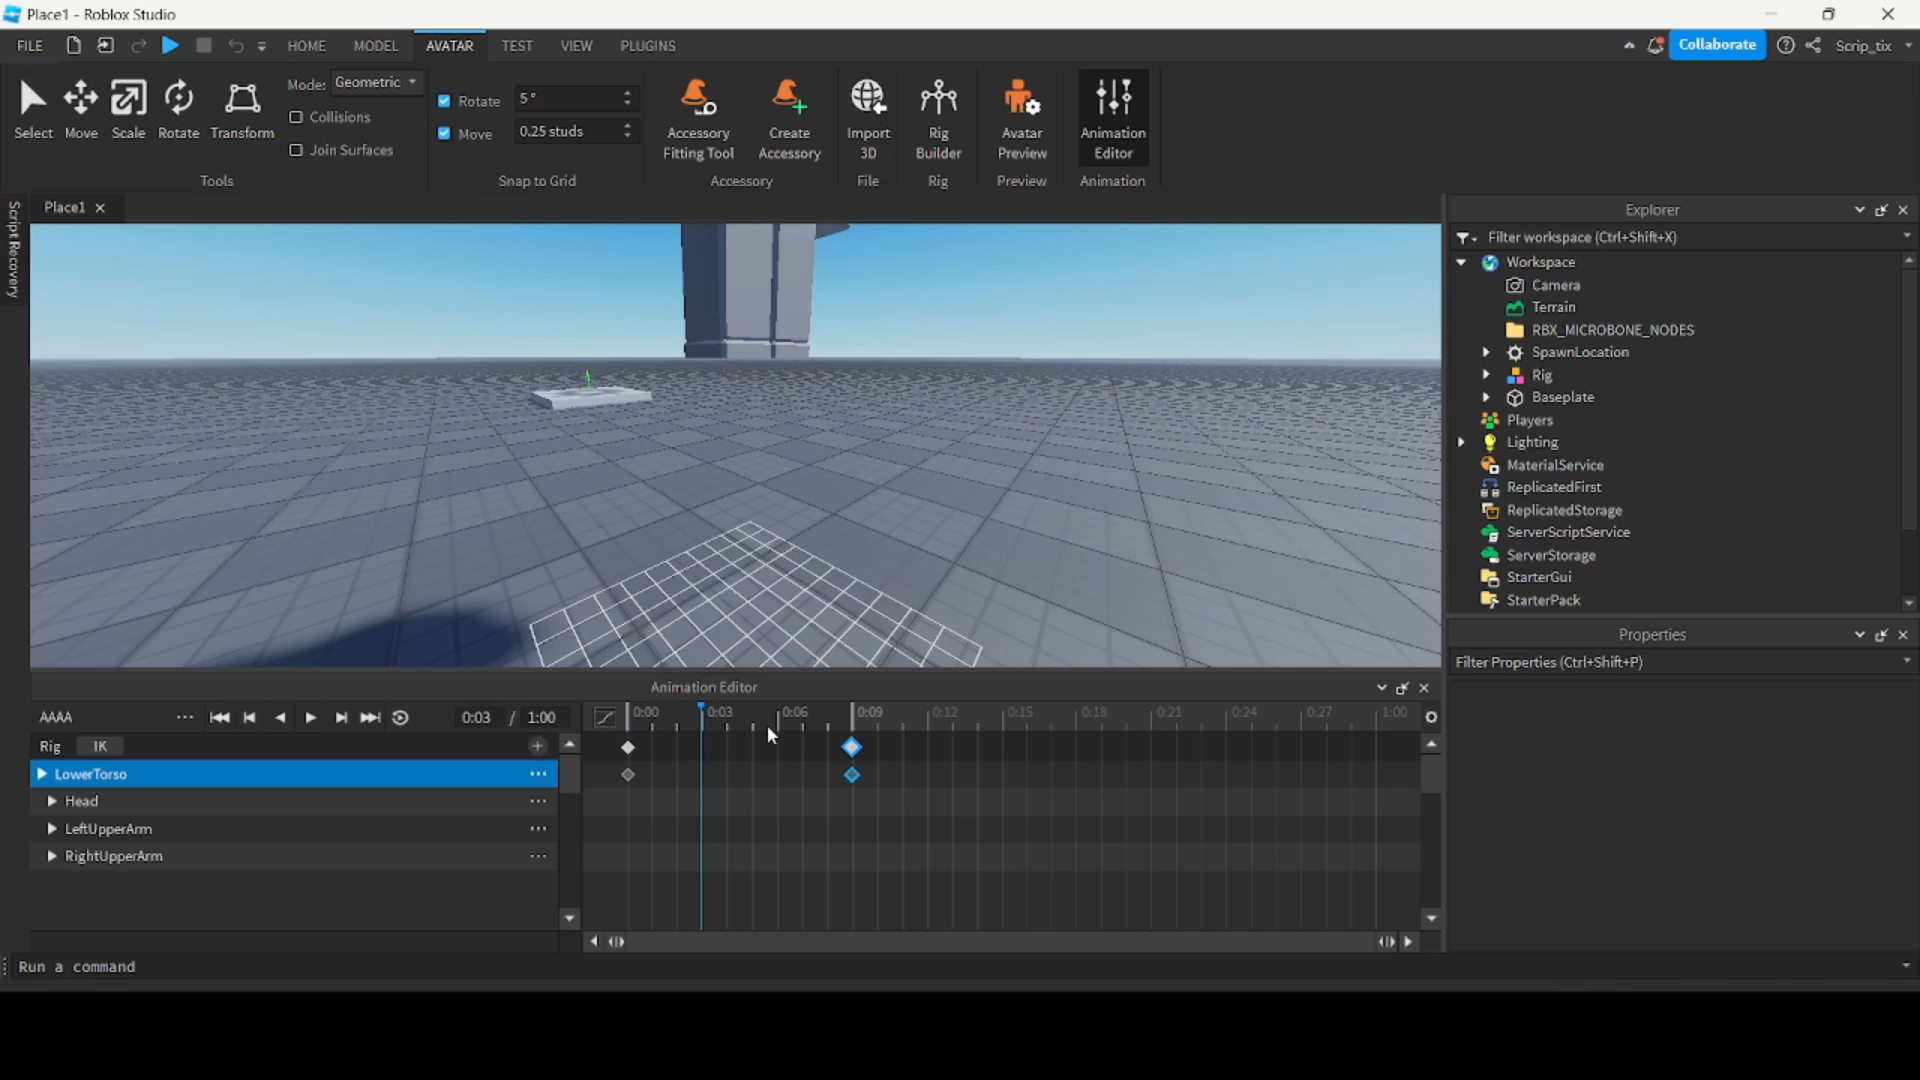 Place1 - Roblox Studio
FILE HOME MODEL AVATAR TEST VIEW PLUGINS Collaborate Scrip_tix
Select Move Scale Rotate Transform
Mode: Geometric
Collisions
Join Surfaces
Tools
Rotate 5°
Move 0.25 studs
Snap to Grid
Accessory Fitting Tool
Create Accessory
Accessory
Import 3D
File
Rig Builder
Rig
Avatar Preview
Preview
Animation Editor
Animation
Script Recovery
Place1
Explorer
Filter workspace (Ctrl+Shift+X)
Workspace
Camera
Terrain
RBX_MICROBONE_NODES
SpawnLocation
Rig
Baseplate
Players
Lighting
MaterialService
ReplicatedFirst
ReplicatedStorage
ServerScriptService
ServerStorage
StarterGui
StarterPack
Properties
Filter Properties (Ctrl+Shift+P)
Animation Editor
AAAA 0:03 / 1:00
0:00 0:03 0:06 0:09 0:12 0:15 0:18 0:21 0:24 0:27 1:00
Rig IK
LowerTorso
Head
LeftUpperArm
RightUpperArm
Run a command